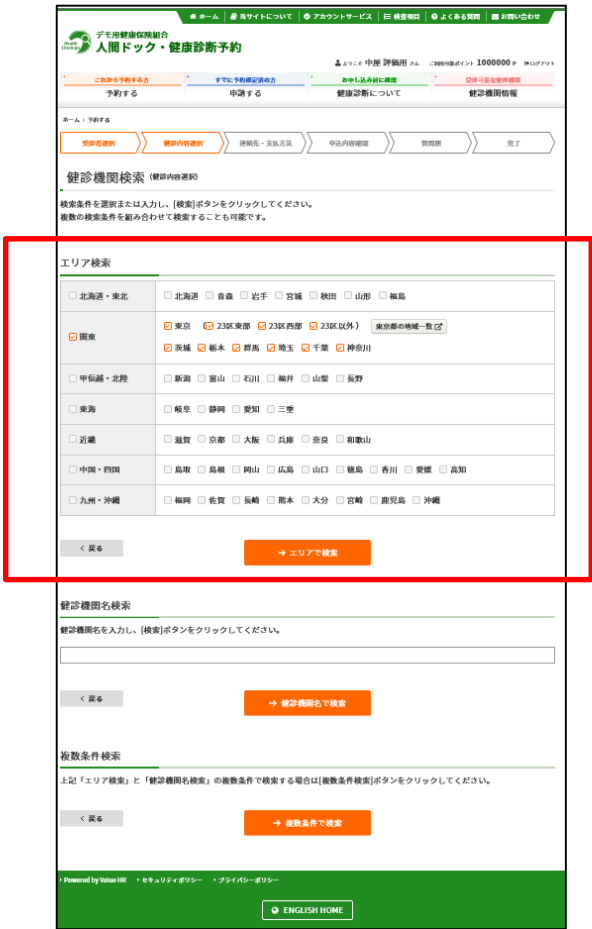 ホーム 当サイトについて アカウントサービス 検査項目 よくある質問 お問い合わせ
デモ用健康保険組合
人間ドック・健康診断予約
ようこそ 中屋 評価用 さん ご利用可能ポイント 1000000 P ログアウト
これから予約する方 すでに予約確定済の方 お申し込み前に確認 受診可能な健診機関
予約する 申請する 健康診断について 健診機関情報
ホーム › 予約する
受診者選択 健診内容選択 連絡先・支払方法 申込内容確認 質問票 完了
健診機関検索 (健診内容選択)
検索条件を選択または入力し、[検索]ボタンをクリックしてください。
複数の検索条件を組み合わせて検索することも可能です。
エリア検索
北海道・東北 北海道 青森 岩手 宮城 秋田 山形 福島
関東 東京 ( 23区東部 23区西部 23区以外 ) 東京都の地域一覧
茨城 栃木 群馬 埼玉 千葉 神奈川
甲信越・北陸 新潟 富山 石川 福井 山梨 長野
東海 岐阜 静岡 愛知 三重
近畿 滋賀 京都 大阪 兵庫 奈良 和歌山
中国・四国 鳥取 島根 岡山 広島 山口 徳島 香川 愛媛 高知
九州・沖縄 福岡 佐賀 長崎 熊本 大分 宮崎 鹿児島 沖縄
< 戻る → エリアで検索
健診機関名検索
健診機関名を入力し、[検索]ボタンをクリックしてください。
< 戻る → 健診機関名で検索
複数条件検索
上記「エリア検索」と「健診機関名検索」の複数条件で検索する場合は[複数条件検索]ボタンをクリックしてください。
< 戻る → 複数条件で検索
Powered by Value HR セキュリティポリシー プライバシーポリシー
ENGLISH HOME